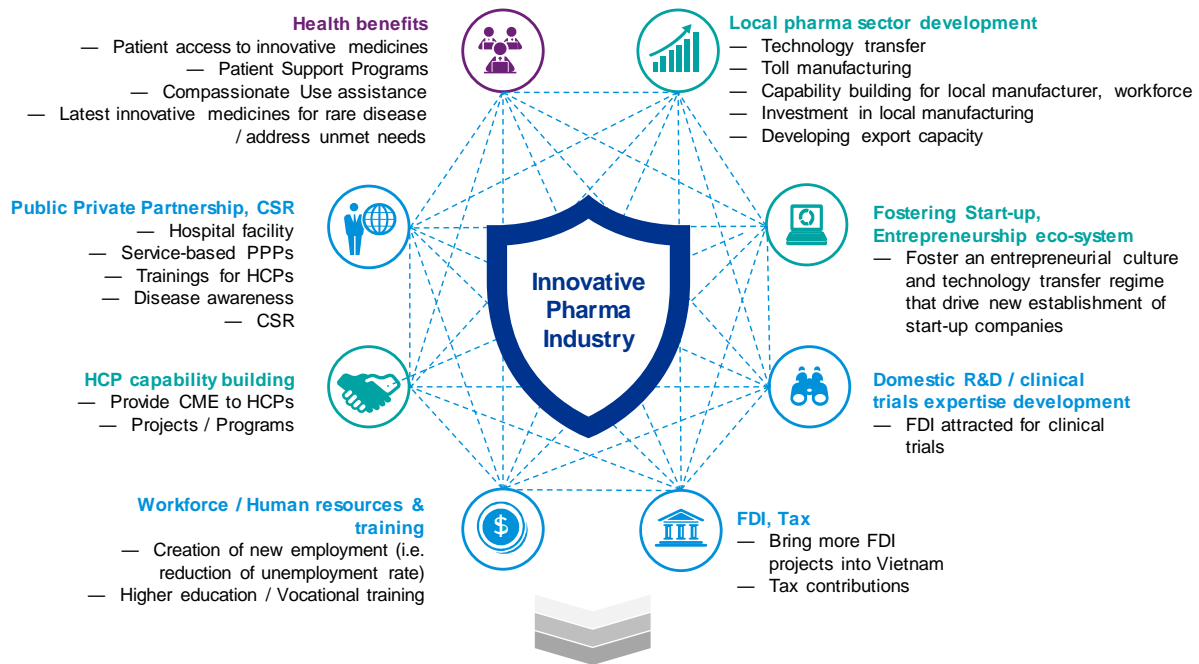 Health benefits
— Patient access to innovative medicines
— Patient Support Programs
— Compassionate Use assistance
— Latest innovative medicines for rare disease
/ address unmet needs
Local pharma sector development
— Technology transfer
— Toll manufacturing
— Capability building for local manufacturer, workforce
— Investment in local manufacturing
— Developing export capacity
Public Private Partnership, CSR
— Hospital facility
— Service-based PPPs
— Trainings for HCPs
— Disease awareness
— CSR
Innovative
Pharma
Industry
Fostering Start-up,
Entrepreneurship eco-system
— Foster an entrepreneurial culture
and technology transfer regime
that drive new establishment of
start-up companies
HCP capability building
— Provide CME to HCPs
— Projects / Programs
Domestic R&D / clinical
trials expertise development
— FDI attracted for clinical
trials
Workforce / Human resources &
training
— Creation of new employment (i.e.
reduction of unemployment rate)
— Higher education / Vocational training
$
FDI, Tax
— Bring more FDI
projects into Vietnam
— Tax contributions